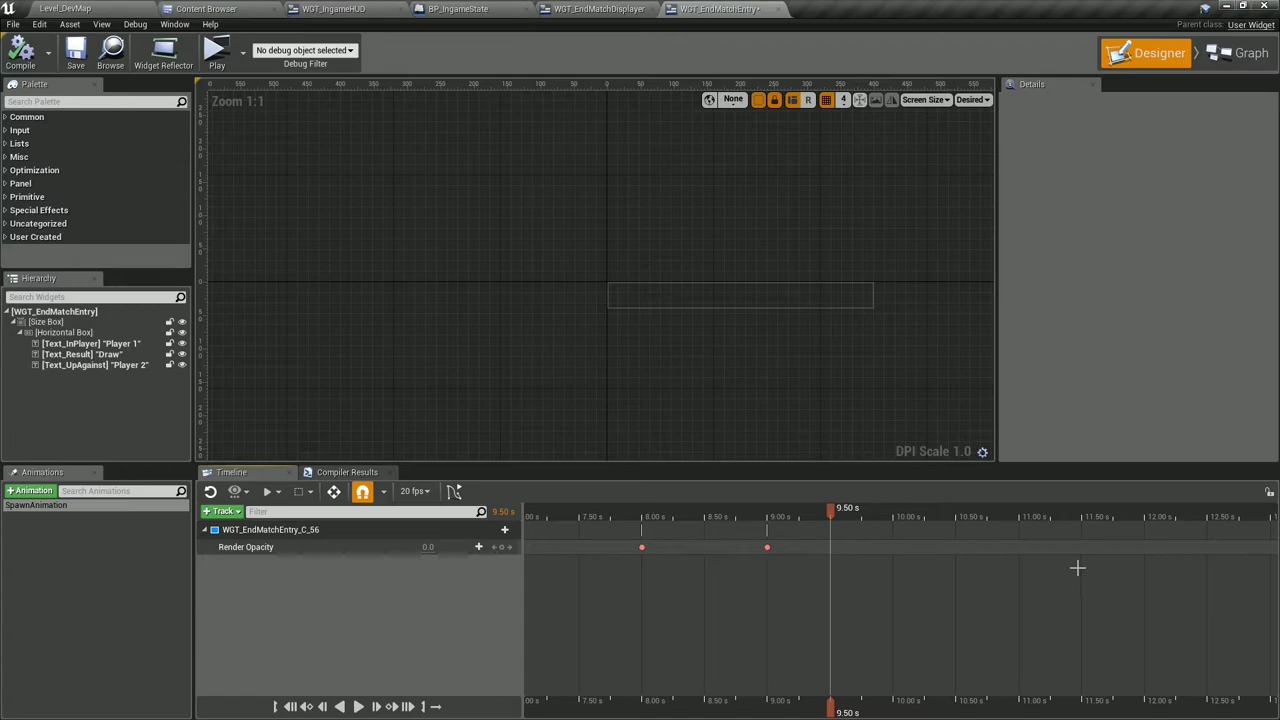 Level_DevMap
Content Browser
WGT_IngameHUD
BP_IngameState
WGT_EndMatchDisplayer
WGT_EndMatchEntry*
File Edit Asset View Debug Window Help
Parent class: User Widget
Compile
Save
Browse
Widget Reflector
Play
No debug object selected
Debug Filter
Designer
Graph
Palette
Search Palette
Common
Input
Lists
Misc
Optimization
Panel
Primitive
Special Effects
Uncategorized
User Created
Zoom 1:1
None
R
4
Screen Size
Desired
DPI Scale 1.0
Details
Hierarchy
Search Widgets
[WGT_EndMatchEntry]
[Size Box]
[Horizontal Box]
[Text_InPlayer] "Player 1"
[Text_Result] "Draw"
[Text_UpAgainst] "Player 2"
Animations
+Animation
Search Animations
SpawnAnimation
Timeline
Compiler Results
20 fps
+ Track
Filter
9.50 s
9.50 s
00 s 7.50 s 8.00 s 8.50 s 9.00 s 10.00 s 10.50 s 11.00 s 11.50 s 12.00 s 12.50 s
WGT_EndMatchEntry_C_56
Render Opacity 0.0
00 s 7.50 s 8.00 s 8.50 s 9.00 s 10.00 s 10.50 s 11.00 s 11.50 s 12.00 s 12.50 s
9.50 s